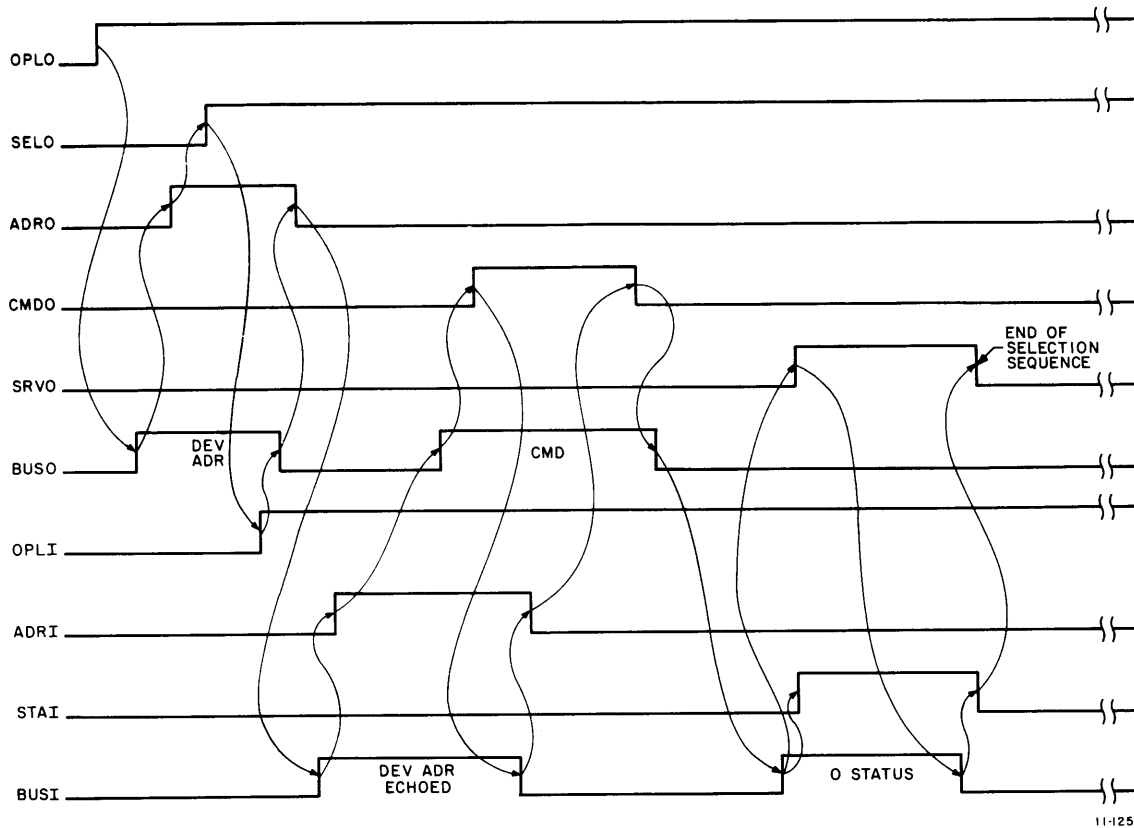 OPLO
SELO
ADRO
CMDO
SRVO
END OF
SELECTION
SEQUENCE
BUSO
DEV
ADR
CMD
OPLI
ADRI
STAI
BUSI
DEV ADR
ECHOED
O STATUS
11-125